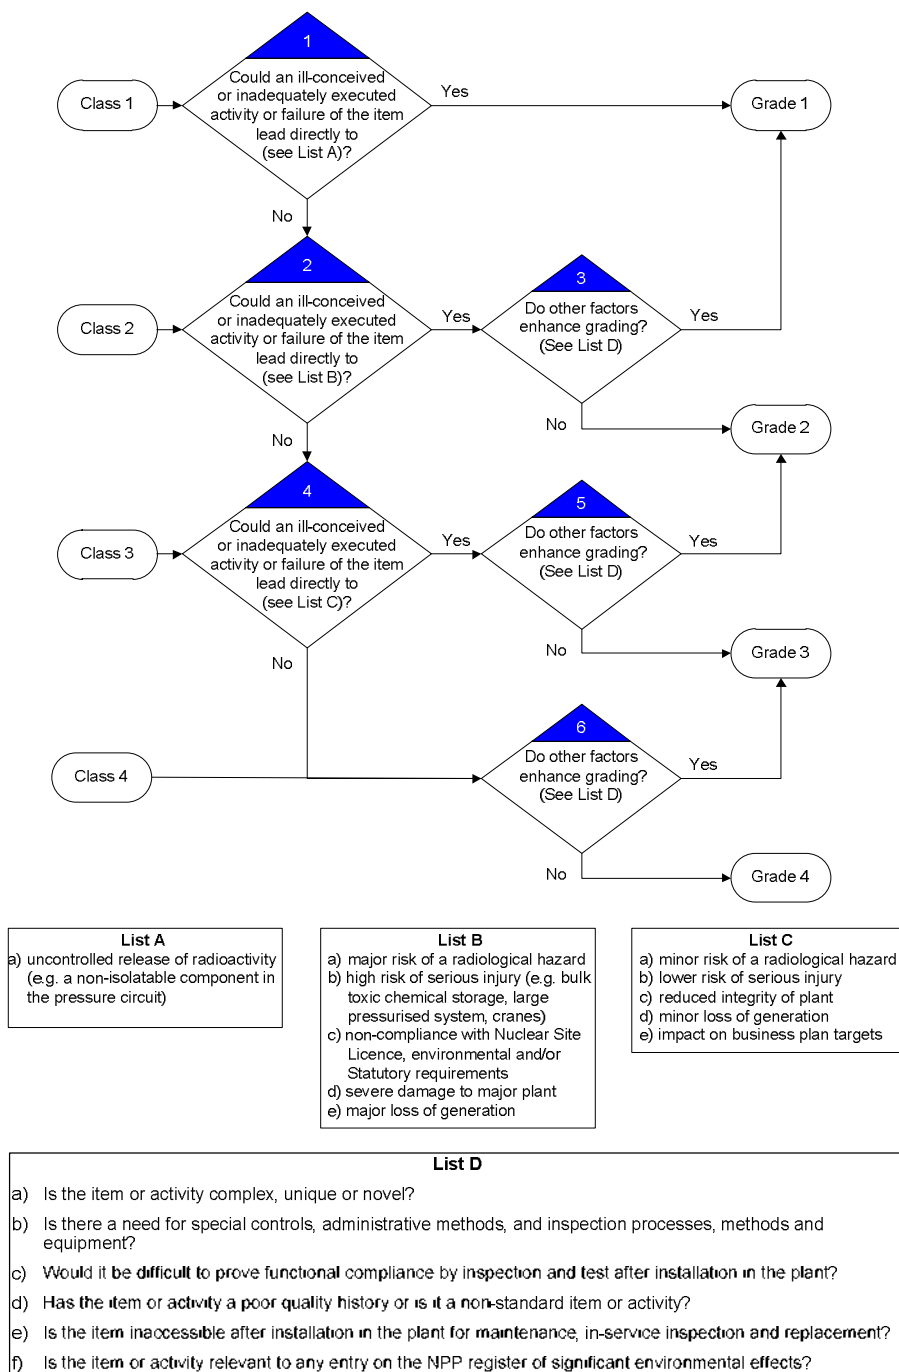 1
Could an ill-conceived
or inadequately executed
activity or failure of the item
lead directly to
(see List A)?
Class 1
Yes
Grade 1
No
2
Could an ill-conceived
or inadequately executed
activity or failure of the item
lead directly to
(see List B)?
Class 2
Yes
3
Do other factors
enhance grading?
(See List D)
Yes
No
Grade 2
No
4
Could an ill-conceived
or inadequately executed
activity or failure of the item
lead directly to
(see List C)?
Class 3
Yes
5
Do other factors
enhance grading?
(See List D)
Yes
No
Grade 3
No
6
Do other factors
enhance grading?
(See List D)
Class 4
Yes
No
Grade 4
List A
a) uncontrolled release of radioactivity
(e.g. a non-isolatable component in
the pressure circuit)
List B
a) major risk of a radiological hazard
b) high risk of serious injury (e.g. bulk
toxic chemical storage, large
pressurised system, cranes)
c) non-compliance with Nuclear Site
Licence, environmental and/or
Statutory requirements
d) severe damage to major plant
e) major loss of generation
List C
a) minor risk of a radiological hazard
b) lower risk of serious injury
c) reduced integrity of plant
d) minor loss of generation
e) impact on business plan targets
List D
a) Is the item or activity complex, unique or novel?
b) Is there a need for special controls, administrative methods, and inspection processes, methods and
equipment?
c) Would it be difficult to prove functional compliance by inspection and test after installation in the plant?
d) Has the item or activity a poor quality history or is it a non-standard item or activity?
e) Is the item inaccessible after installation in the plant for maintenance, in-service inspection and replacement?
f) Is the item or activity relevant to any entry on the NPP register of significant environmental effects?